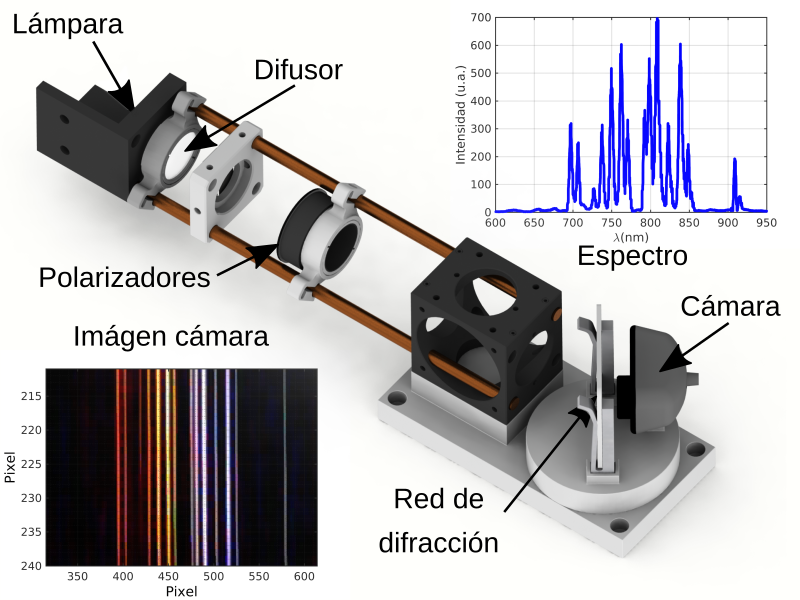 Lámpara
Difusor
Polarizadores
Imágen cámara
Pixel
215
220
225
230
235
240
350
400
450
500
550
600
Pixel
Intensidad (u.a.)
700
600
500
400
300
200
100
0
600
650
700
750
800
850
900
950
λ(nm)
Espectro
Cámara
Red de
difracción